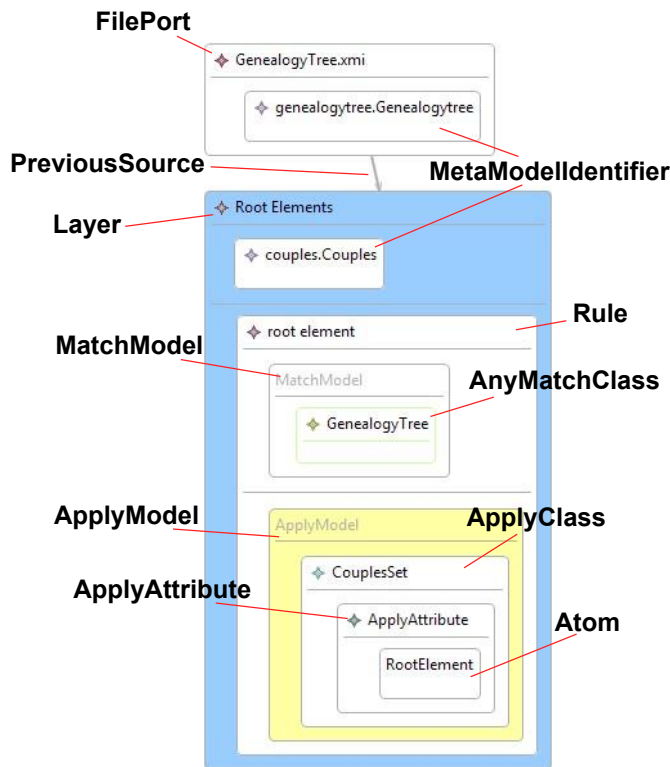 FilePort
GenealogyTree.xmi
genealogytree.Genealogytree
PreviousSource
MetaModelIdentifier
Layer
Root Elements
couples.Couples
Rule
root element
MatchModel
MatchModel
AnyMatchClass
GenealogyTree
ApplyModel
ApplyModel
ApplyClass
CouplesSet
ApplyAttribute
ApplyAttribute
Atom
RootElement